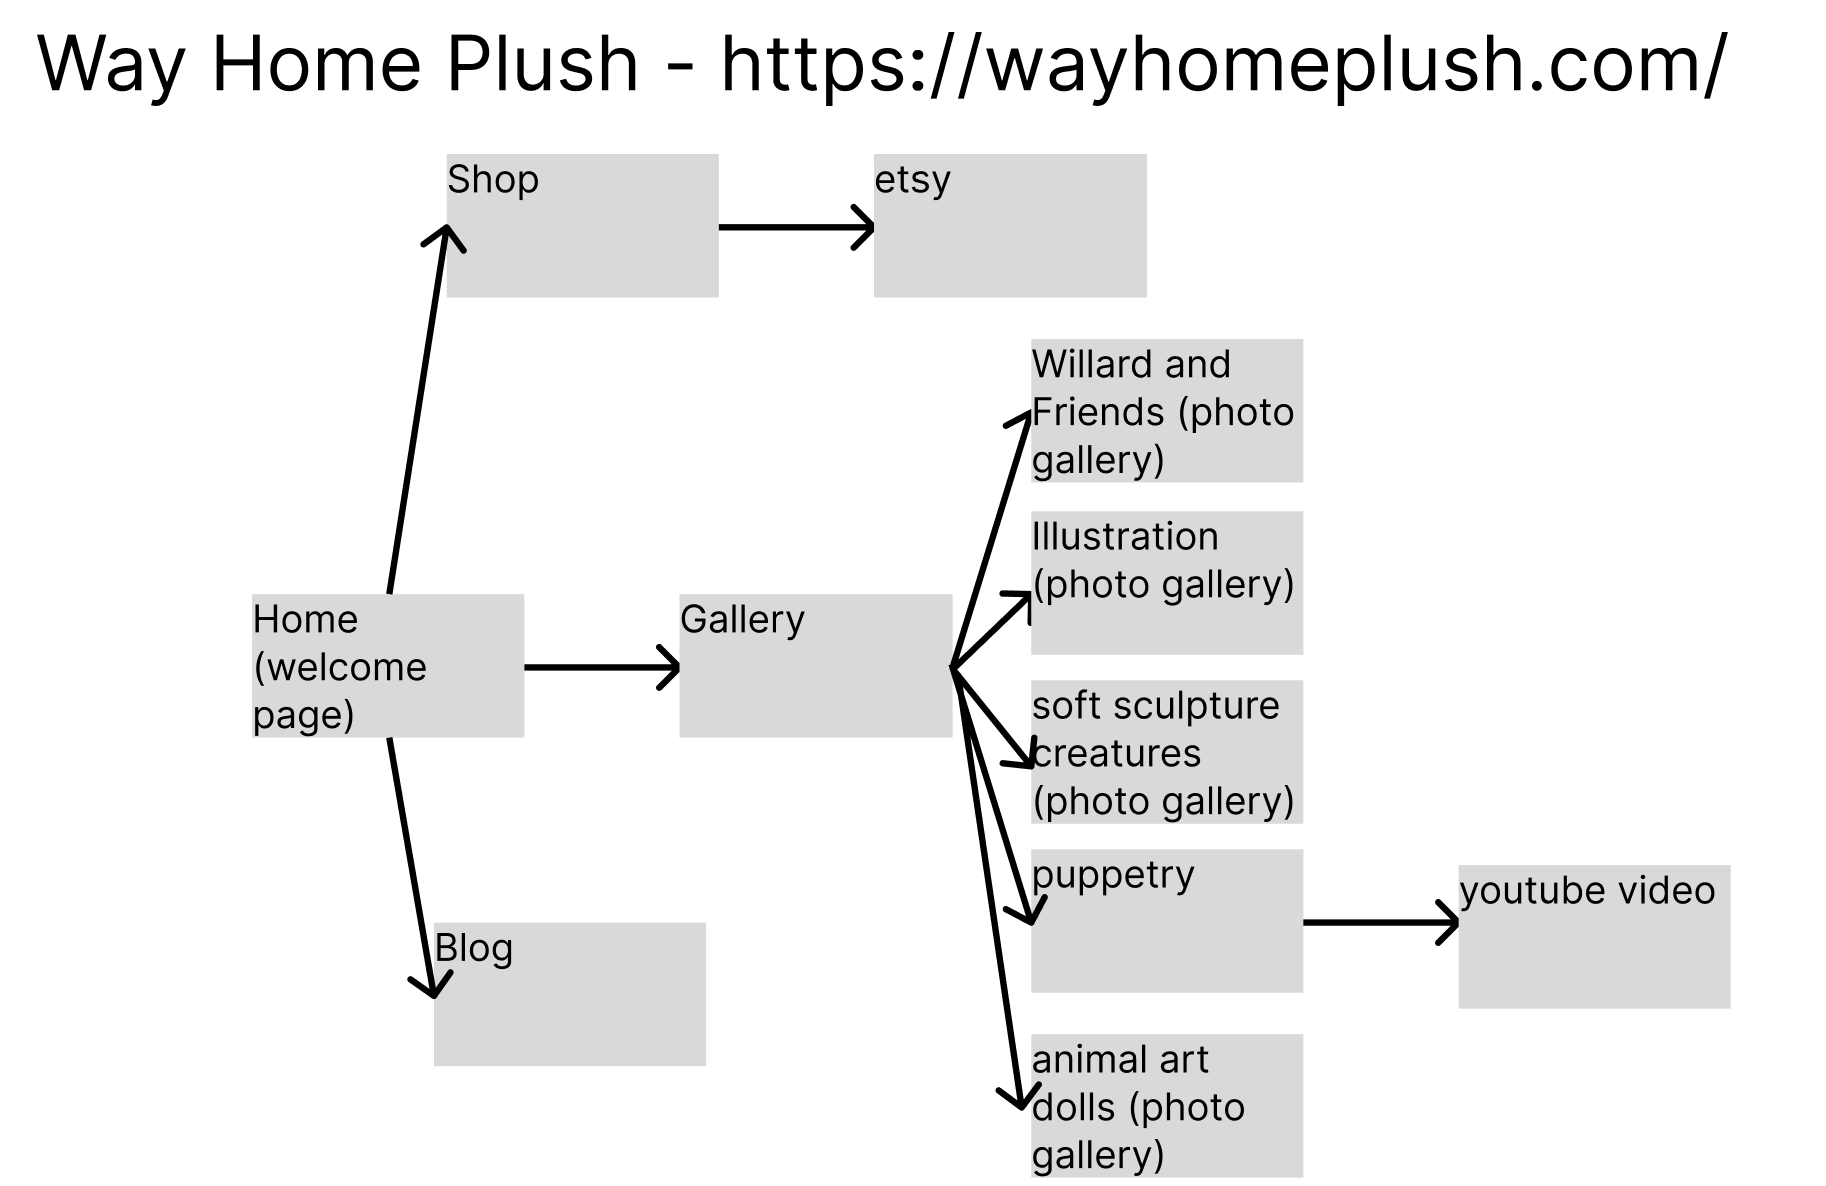 Way Home Plush - https://wayhomeplush.com/
Shop
etsy
Willard and
Friends (photo
gallery)
Illustration
(photo gallery)
Home
(welcome
page)
Gallery
soft sculpture
creatures
(photo gallery)
puppetry
youtube video
Blog
animal art
dolls (photo
gallery)